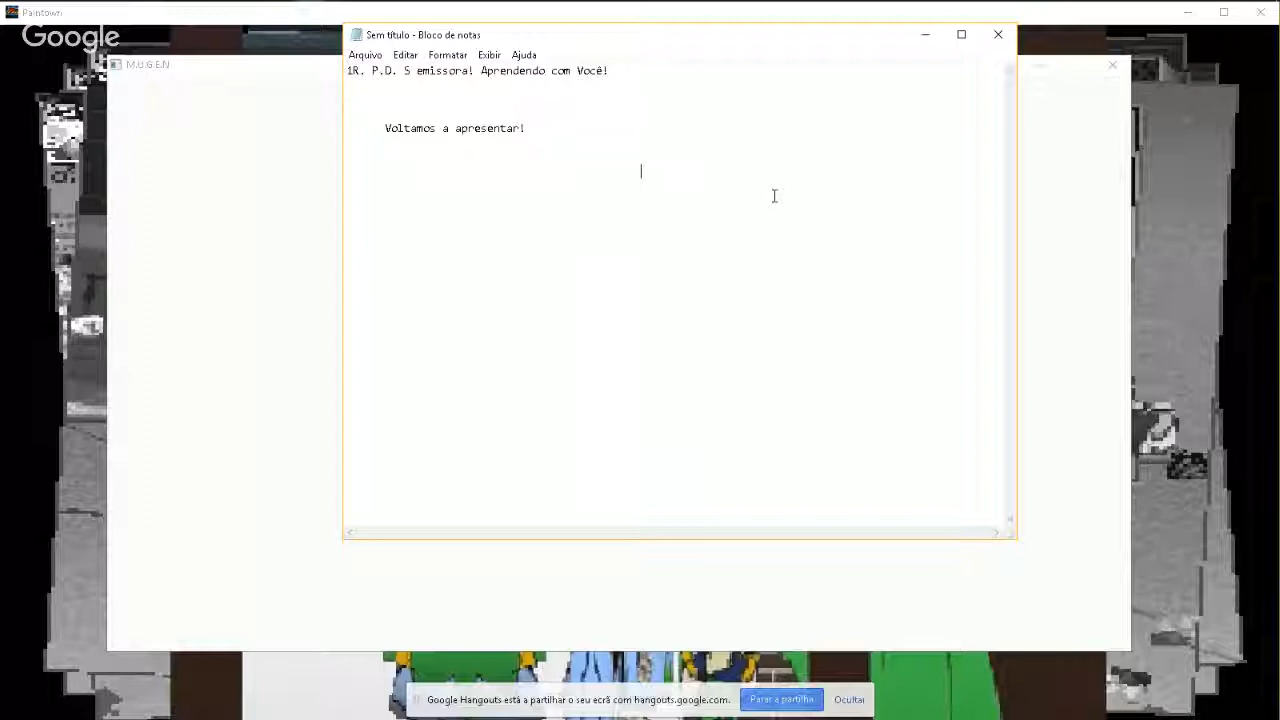 Paintown
Google
M.U.G.E.N
Sem título - Bloco de notas
Arquivo Editar Formatar Exibir Ajuda
1R. P.D. S emissora! Aprendendo com Você!
Voltamos a apresentar!
Google Hangouts está a partilhar o seu ecrã com hangouts.google.com.
Parar a partilha
Ocultar